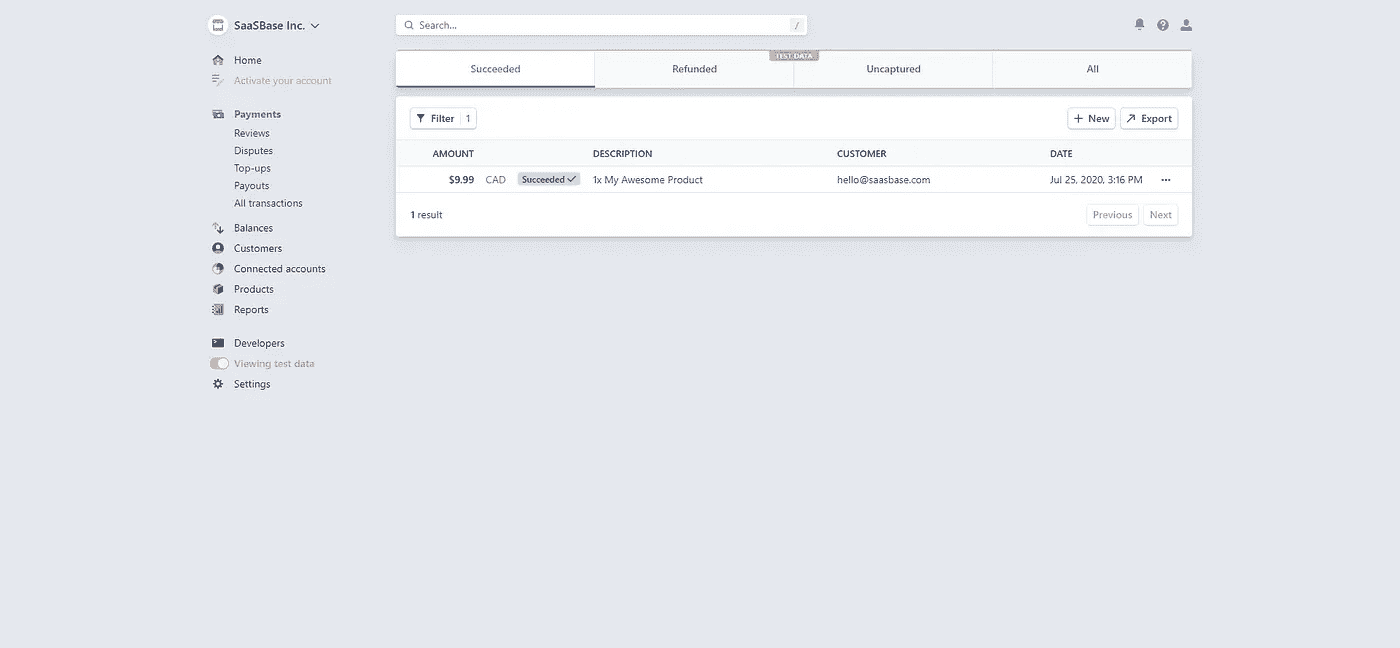 SaaSBase Inc.
Search...
/
Home
Activate your account
Payments
Reviews
Disputes
Top-ups
Payouts
All transactions
Balances
Customers
Connected accounts
Products
Reports
Developers
Viewing test data
Settings
TEST DATA
Succeeded Refunded Uncaptured All
Filter 1 New Export
AMOUNT DESCRIPTION CUSTOMER DATE
$9.99 CAD Succeeded 1x My Awesome Product hello@saasbase.com Jul 25, 2020, 3:16 PM
1 result Previous Next